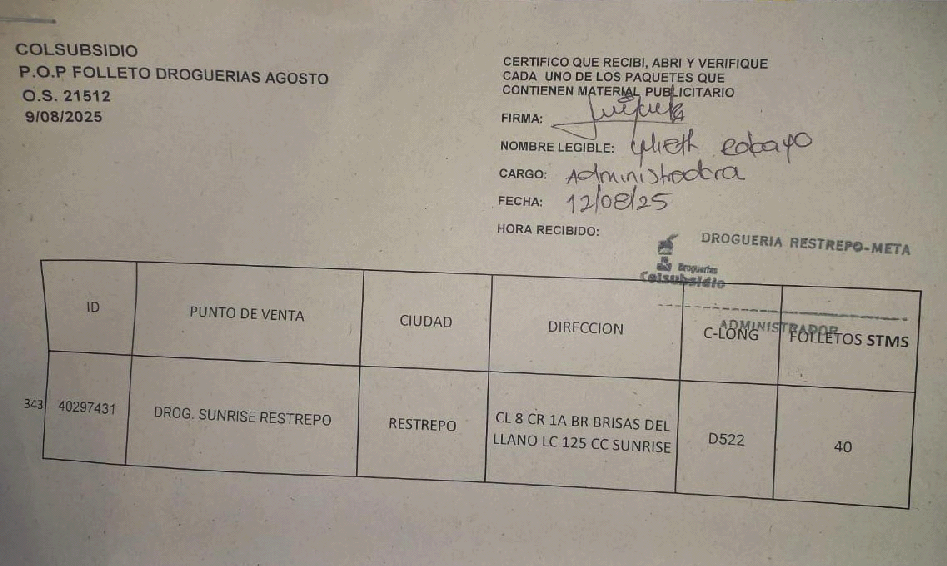 COLSUBSIDIO
P.O.P FOLLETO DROGUERIAS AGOSTO
O.S. 21512
9/08/2025
CERTIFICO QUE RECIBI, ABRI Y VERIFIQUE
CADA UNO DE LOS PAQUETES QUE
CONTIENEN MATERIAL PUBLICITARIO
FIRMA:
NOMBRE LEGIBLE: Robayo
CARGO: Administradora
FECHA: 12/08/25
HORA RECIBIDO:
DROGUERIA RESTREPO-META
Droguerías
Colsubsidio
ADMINISTRADOR
ID PUNTO DE VENTA CIUDAD DIRECCION C-LONG FOLLETOS STMS
343 40297431 DROG. SUNRISE RESTREPO RESTREPO CL 8 CR 1A BR BRISAS DEL D522 40
LLANO LC 125 CC SUNRISE